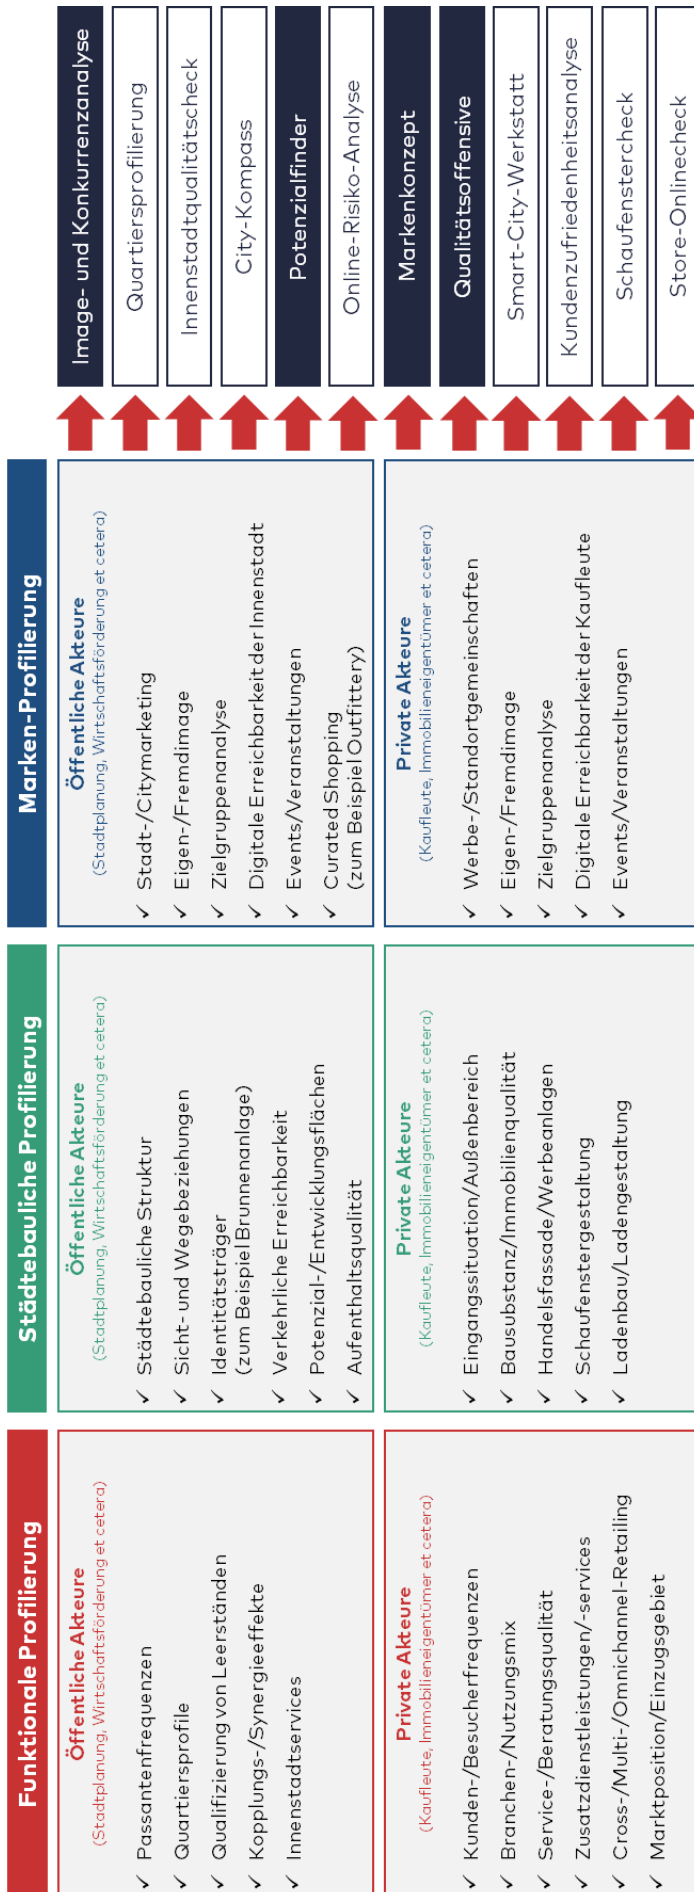 Funktionale Profilierung
Öffentliche Akteure
(Stadtplanung, Wirtschaftsförderung et cetera)
✓ Passantenfrequenzen
✓ Quartiersprofile
✓ Qualifizierung von Leerständen
✓ Kopplungs-/Synergieeffekte
✓ Innenstadtservices
Private Akteure
(Kaufleute, Immobilieneigentümer et cetera)
✓ Kunden-/Besucherfrequenzen
✓ Branchen-/Nutzungsmix
✓ Service-/Beratungsqualität
✓ Zusatzdienstleistungen/-services
✓ Cross-/Multi-/Omnichannel-Retailing
✓ Marktposition/Einzugsgebiet
Städtebauliche Profilierung
Öffentliche Akteure
(Stadtplanung, Wirtschaftsförderung et cetera)
✓ Städtebauliche Struktur
✓ Sicht- und Wegebeziehungen
✓ Identitätsträger
(zum Beispiel Brunnenanlage)
✓ Verkehrliche Erreichbarkeit
✓ Potenzial-/Entwicklungsflächen
✓ Aufenthaltsqualität
Private Akteure
(Kaufleute, Immobilieneigentümer et cetera)
✓ Eingangssituation/Außenbereich
✓ Bausubstanz/Immobilienqualität
✓ Handelsfassade/Werbeanlagen
✓ Schaufenstergestaltung
✓ Ladenbau/Ladengestaltung
Marken-Profilierung
Öffentliche Akteure
(Stadtplanung, Wirtschaftsförderung et cetera)
✓ Stadt-/Citymarketing
✓ Eigen-/Fremdimage
✓ Zielgruppenanalyse
✓ Digitale Erreichbarkeit der Innenstadt
✓ Events/Veranstaltungen
✓ Curated Shopping
(zum Beispiel Outfittery)
Private Akteure
(Kaufleute, Immobilieneigentümer et cetera)
✓ Werbe-/Standortgemeinschaften
✓ Eigen-/Fremdimage
✓ Zielgruppenanalyse
✓ Digitale Erreichbarkeit der Kaufleute
✓ Events/Veranstaltungen
Image- und Konkurrenzanalyse
Quartiersprofilierung
Innenstadtqualitätscheck
City-Kompass
Potenzialfinder
Online-Risiko-Analyse
Markenkonzept
Qualitätsoffensive
Smart-City-Werkstatt
Kundenzufriedenheitsanalyse
Schaufenstercheck
Store-Onlinecheck